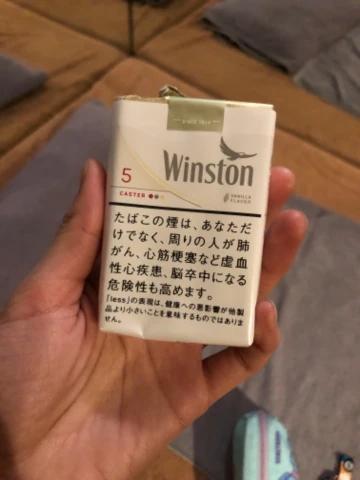 SINCE 1954
Winston
5
CASTER
VANILLA
FLAVOR
たばこの煙は、あなただ
けでなく、周りの人が肺
がん、心筋梗塞など虚血
性心疾患、脳卒中になる
危険性も高めます。
「less」の表現は、健康への悪影響が他製
品より小さいことを意味するものではありま
せん。